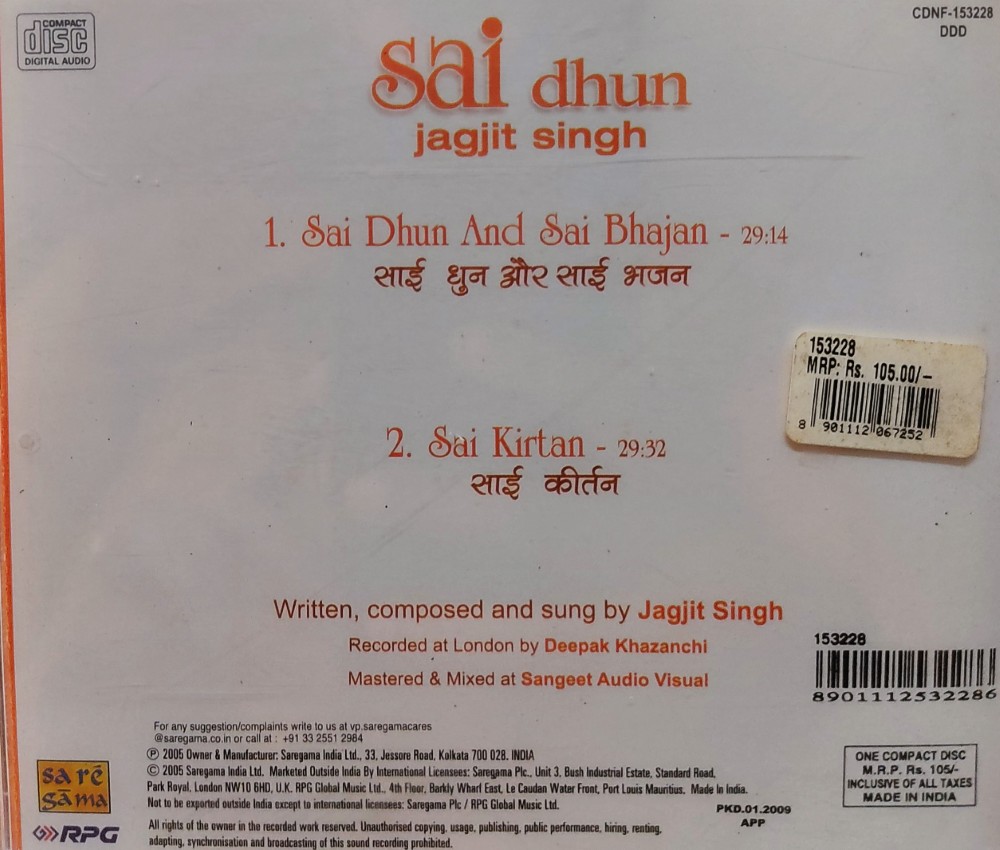 COMPACT
disc
DIGITAL AUDIO
CDNF-153228
DDD
sai dhun
jagjit singh
1. Sai Dhun And Sai Bhajan - 29:14
साई धुन और साई भजन
153228
MRP: Rs. 105.00/-
8 901112 067252
2. Sai Kirtan - 29:32
साई कीर्तन
Written, composed and sung by Jagjit Singh
Recorded at London by Deepak Khazanchi
Mastered & Mixed at Sangeet Audio Visual
153228
8901112532286
For any suggestion/complaints write to us at vp.saregamacares
@saregama.co.in or call at : +91 33 2551 2984
℗ 2005 Owner & Manufacturer: Saregama India Ltd., 33, Jessore Road, Kolkata 700 028. INDIA
© 2005 Saregama India Ltd. Marketed Outside India By International Licensees: Saregama Plc., Unit 3, Bush Industrial Estate, Standard Road,
Park Royal, London NW10 6HD, U.K. RPG Global Music Ltd., 4th Floor, Barkly Wharf East, Le Caudan Water Front, Port Louis Mauritius. Made in India.
Not to be exported outside India except to international licensees: Saregama Plc / RPG Global Music Ltd.
PKD.01.2009
APP
All rights of the owner in the recorded work reserved. Unauthorised copying, usage, publishing, public performance, hiring, renting,
adapting, synchronisation and broadcasting of this sound recording prohibited.
sa rē
gāma
RPG
ONE COMPACT DISC
M.R.P. Rs. 105/-
INCLUSIVE OF ALL TAXES
MADE IN INDIA